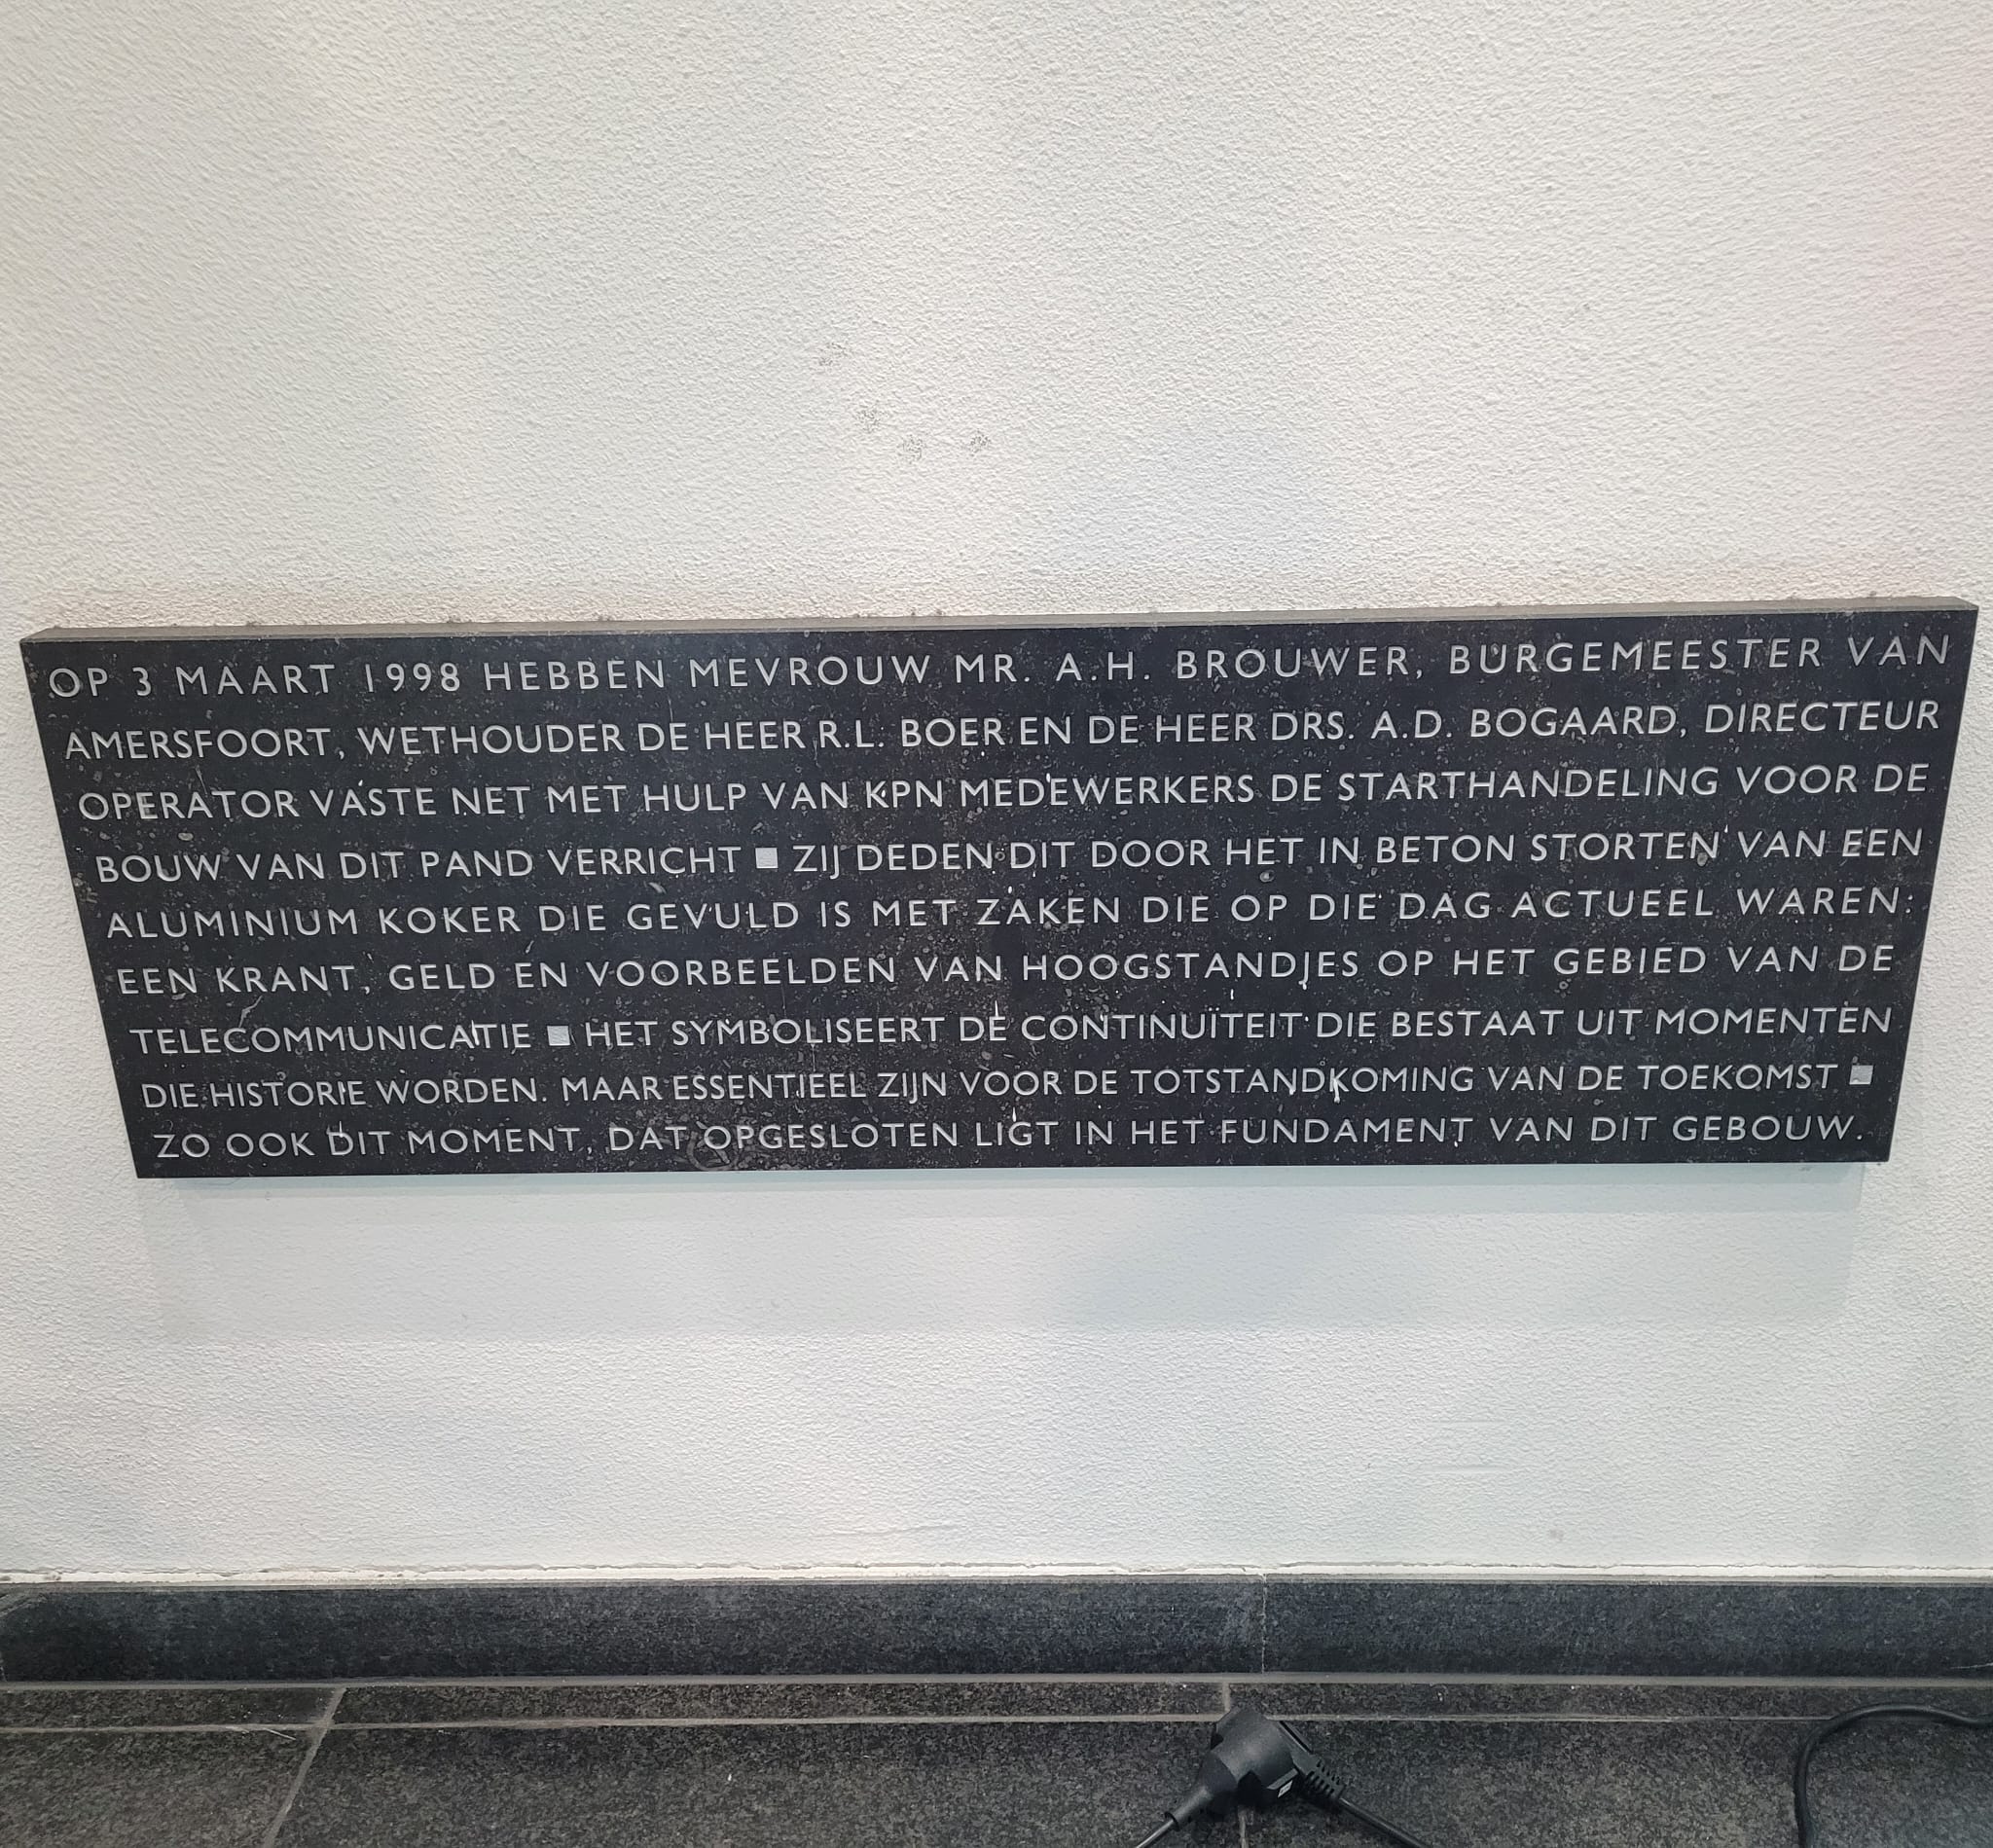 OP 3 MAART 1998 HEBBEN MEVROUW MR. A.H. BROUWER, BURGEMEESTER VAN
AMERSFOORT, WETHOUDER DE HEER R.L. BOER EN DE HEER DRS. A.D. BOGAARD, DIRECTEUR
OPERATOR VASTE NET MET HULP VAN KPN MEDEWERKERS DE STARTHANDELING VOOR DE
BOUW VAN DIT PAND VERRICHT ■ ZIJ DEDEN DIT DOOR HET IN BETON STORTEN VAN EEN
ALUMINIUM KOKER DIE GEVULD IS MET ZAKEN DIE OP DIE DAG ACTUEEL WAREN:
EEN KRANT, GELD EN VOORBEELDEN VAN HOOGSTANDJES OP HET GEBIED VAN DE
TELECOMMUNICATIE ■ HET SYMBOLISEERT DE CONTINUÏTEIT DIE BESTAAT UIT MOMENTEN
DIE HISTORIE WORDEN. MAAR ESSENTIEEL ZIJN VOOR DE TOTSTANDKOMING VAN DE TOEKOMST ■
ZO OOK DIT MOMENT, DAT OPGESLOTEN LIGT IN HET FUNDAMENT VAN DIT GEBOUW.